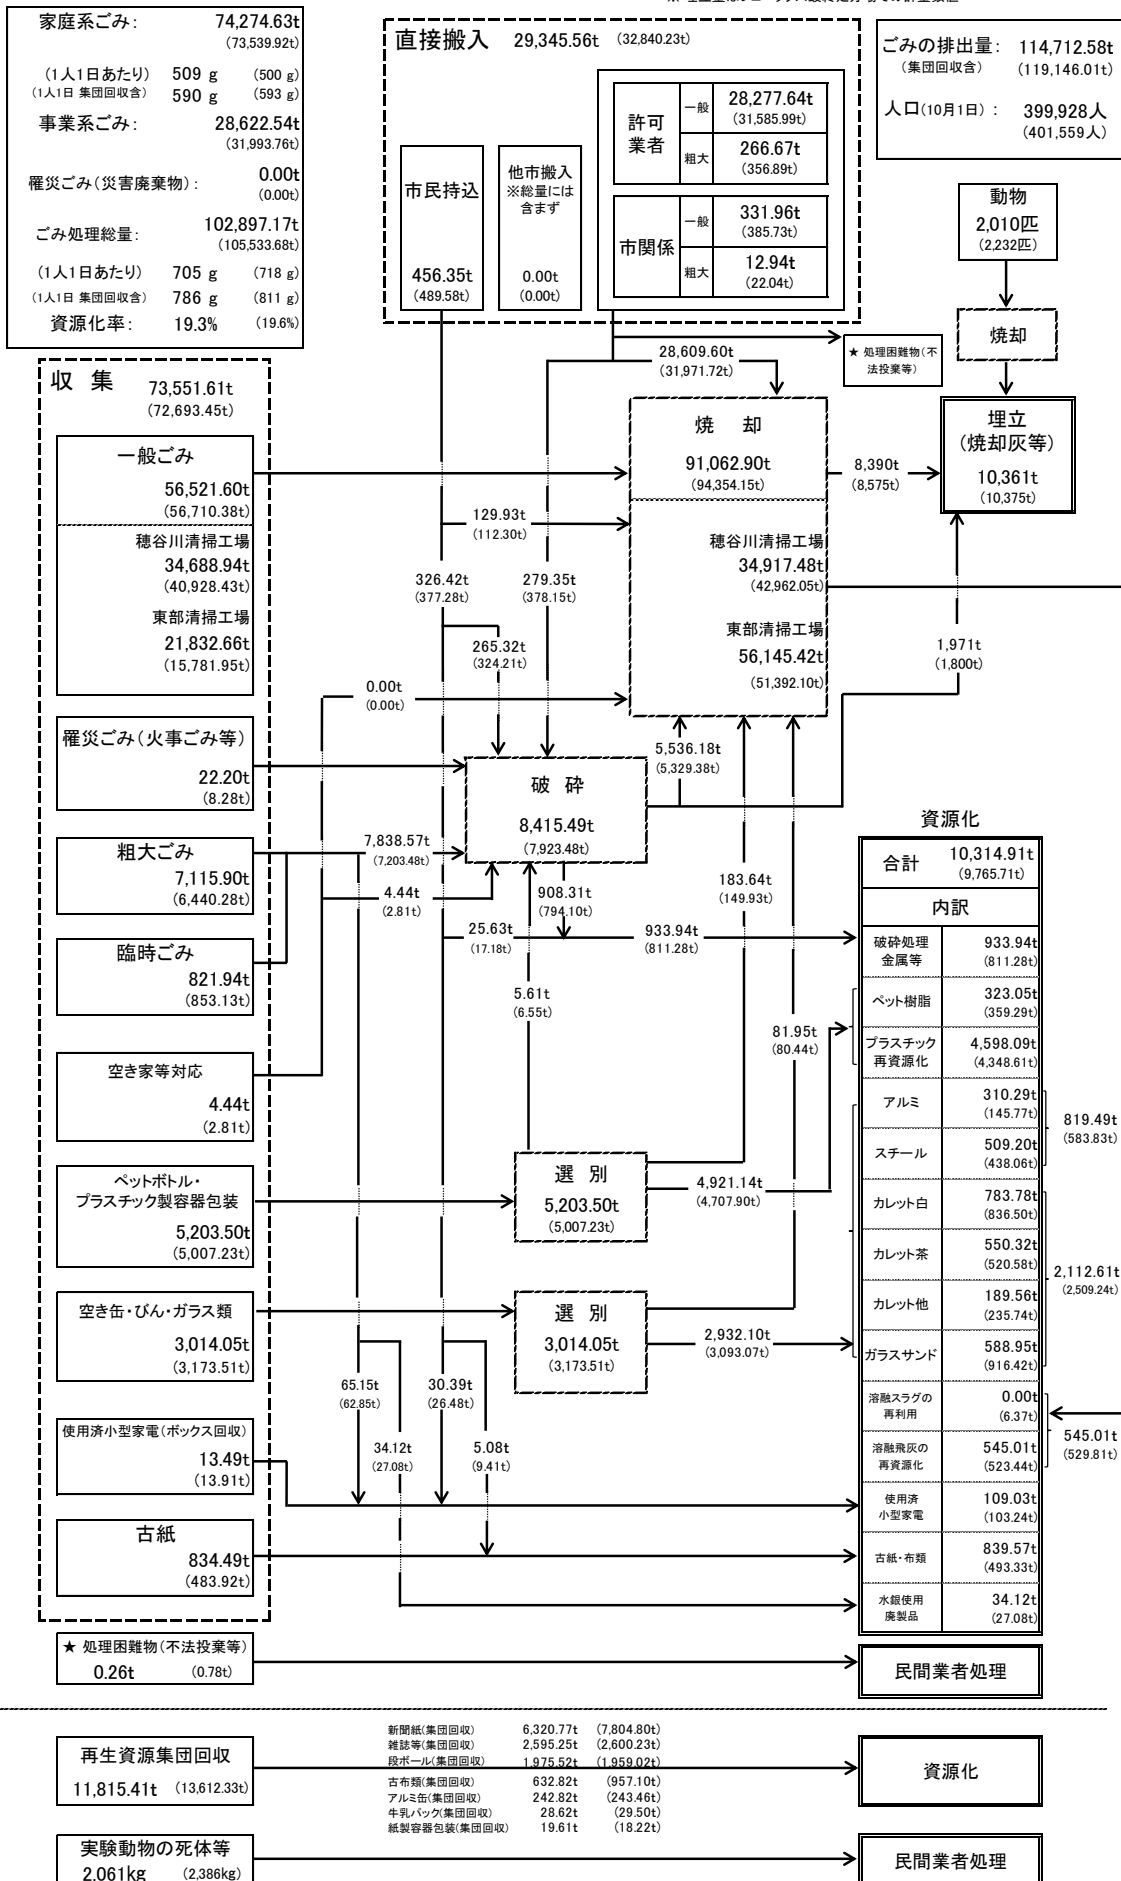 家庭系ごみ： 74,274.63t
(73,539.92t)
(1人1日あたり) 509 g (500 g)
(1人1日 集団回収含) 590 g (593 g)
事業系ごみ： 28,622.54t
(31,993.76t)
罹災ごみ(災害廃棄物)： 0.00t
(0.00t)
ごみ処理総量： 102,897.17t
(105,533.68t)
(1人1日あたり) 705 g (718 g)
(1人1日 集団回収含) 786 g (811 g)
資源化率： 19.3% (19.6%)
直接搬入 29,345.56t (32,840.23t)
市民持込
456.35t
(489.58t)
他市搬入
※総量には
含まず
0.00t
(0.00t)
許可
業者
一般 28,277.64t
(31,585.99t)
粗大 266.67t
(356.89t)
市関係
一般 331.96t
(385.73t)
粗大 12.94t
(22.04t)
ごみの排出量： 114,712.58t
(集団回収含) (119,146.01t)
人口(10月1日)： 399,928人
(401,559人)
動物
2,010匹
(2,232匹)
焼却
★ 処理困難物(不
法投棄等)
28,609.60t
(31,971.72t)
埋立
(焼却灰等)
10,361t
(10,375t)
収 集 73,551.61t
(72,693.45t)
一般ごみ
56,521.60t
(56,710.38t)
穂谷川清掃工場
34,688.94t
(40,928.43t)
東部清掃工場
21,832.66t
(15,781.95t)
焼 却
91,062.90t
(94,354.15t)
穂谷川清掃工場
34,917.48t
(42,962.05t)
東部清掃工場
56,145.42t
(51,392.10t)
8,390t
(8,575t)
129.93t
(112.30t)
326.42t
(377.28t)
279.35t
(378.15t)
265.32t
(324.21t)
1,971t
(1,800t)
0.00t
(0.00t)
罹災ごみ(火事ごみ等)
22.20t
(8.28t)
5,536.18t
(5,329.38t)
破 砕
8,415.49t
(7,923.48t)
粗大ごみ
7,115.90t
(6,440.28t)
7,838.57t
(7,203.48t)
4.44t
(2.81t)
908.31t
(794.10t)
183.64t
(149.93t)
臨時ごみ
821.94t
(853.13t)
25.63t
(17.18t)
933.94t
(811.28t)
5.61t
(6.55t)
81.95t
(80.44t)
空き家等対応
4.44t
(2.81t)
ペットボトル・
プラスチック製容器包装
5,203.50t
(5,007.23t)
選 別
5,203.50t
(5,007.23t)
4,921.14t
(4,707.90t)
空き缶・びん・ガラス類
3,014.05t
(3,173.51t)
選 別
3,014.05t
(3,173.51t)
2,932.10t
(3,093.07t)
65.15t
(62.85t)
30.39t
(26.48t)
34.12t
(27.08t)
5.08t
(9.41t)
使用済小型家電(ボックス回収)
13.49t
(13.91t)
古紙
834.49t
(483.92t)
資源化
合計 10,314.91t
(9,765.71t)
内訳
破砕処理
金属等
933.94t
(811.28t)
ペット樹脂 323.05t
(359.29t)
プラスチック
再資源化
4,598.09t
(4,348.61t)
アルミ 310.29t
(145.77t)
スチール 509.20t
(438.06t)
819.49t
(583.83t)
カレット白 783.78t
(836.50t)
カレット茶 550.32t
(520.58t)
カレット他 189.56t
(235.74t)
ガラスサンド 588.95t
(916.42t)
2,112.61t
(2,509.24t)
溶融スラグの
再利用
0.00t
(6.37t)
溶融飛灰の
再資源化
545.01t
(523.44t)
545.01t
(529.81t)
使用済
小型家電
109.03t
(103.24t)
古紙・布類 839.57t
(493.33t)
水銀使用
廃製品
34.12t
(27.08t)
★ 処理困難物(不法投棄等)
0.26t (0.78t)
民間業者処理
再生資源集団回収
11,815.41t (13,612.33t)
新聞紙(集団回収) 6,320.77t (7,804.80t)
雑誌等(集団回収) 2,595.25t (2,600.23t)
段ボール(集団回収) 1,975.52t (1,959.02t)
古布類(集団回収) 632.82t (957.10t)
アルミ缶(集団回収) 242.82t (243.46t)
牛乳パック(集団回収) 28.62t (29.50t)
紙製容器包装(集団回収) 19.61t (18.22t)
資源化
実験動物の死体等
2,061kg (2,386kg)
民間業者処理